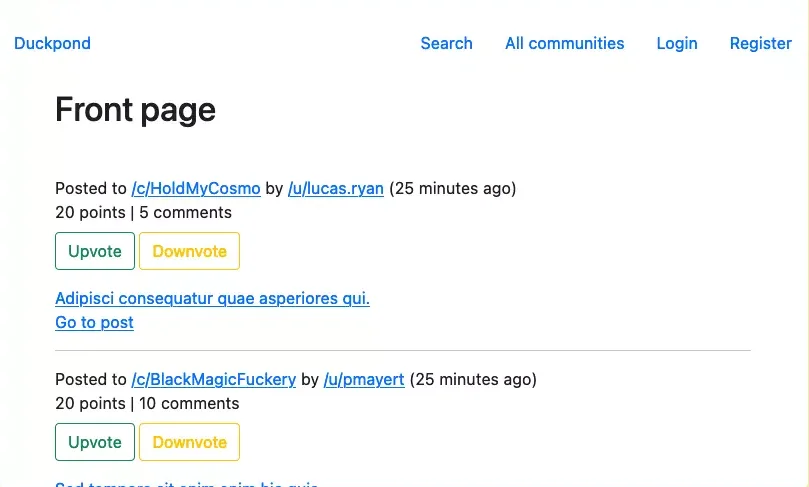 Duckpond Search All communities Login Register
Front page
Posted to /c/HoldMyCosmo by /u/lucas.ryan (25 minutes ago)
20 points | 5 comments
Upvote Downvote
Adipisci consequatur quae asperiores qui.
Go to post
Posted to /c/BlackMagicFuckery by /u/pmayert (25 minutes ago)
20 points | 10 comments
Upvote Downvote